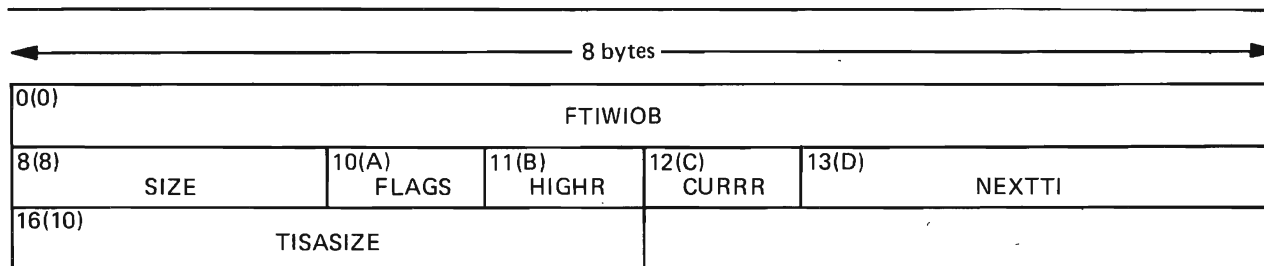 8 bytes
0(0)
FTIWIOB
8(8) 10(A) 11(B) 12(C) 13(D)
SIZE FLAGS HIGHR CURRR NEXTTI
16(10)
TISASIZE